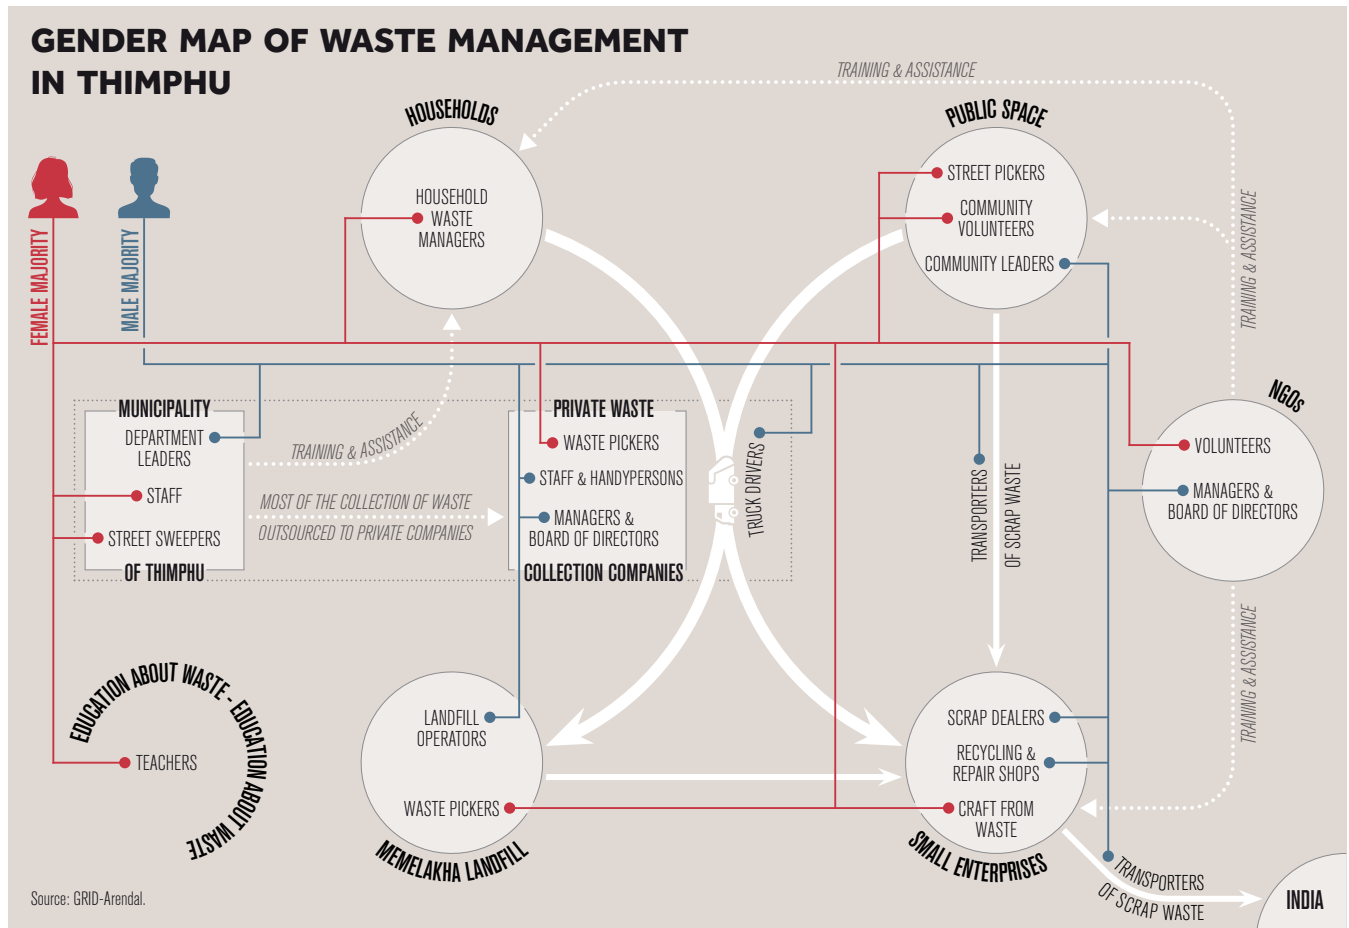 GENDER MAP OF WASTE MANAGEMENT
IN THIMPHU
TRAINING & ASSISTANCE
HOUSEHOLDS
PUBLIC SPACE
FEMALE MAJORITY
MALE MAJORITY
HOUSEHOLD
WASTE
MANAGERS
STREET PICKERS
COMMUNITY
VOLUNTEERS
COMMUNITY LEADERS
TRAINING & ASSISTANCE
NGOs
VOLUNTEERS
MANAGERS &
BOARD OF DIRECTORS
MUNICIPALITY
DEPARTMENT
LEADERS
STAFF
STREET SWEEPERS
OF THIMPHU
TRAINING & ASSISTANCE
MOST OF THE COLLECTION OF WASTE
OUTSOURCED TO PRIVATE COMPANIES
PRIVATE WASTE
WASTE PICKERS
STAFF & HANDYPERSONS
MANAGERS &
BOARD OF DIRECTORS
COLLECTION COMPANIES
TRUCK DRIVERS
TRANSPORTERS
OF SCRAP WASTE
TRAINING & ASSISTANCE
EDUCATION ABOUT WASTE - EDUCATION ABOUT WASTE
TEACHERS
LANDFILL
OPERATORS
WASTE PICKERS
MEMELAKHA LANDFILL
SCRAP DEALERS
RECYCLING &
REPAIR SHOPS
CRAFT FROM
WASTE
SMALL ENTERPRISES
TRANSPORTERS
OF SCRAP WASTE
INDIA
Source: GRID-Arendal.